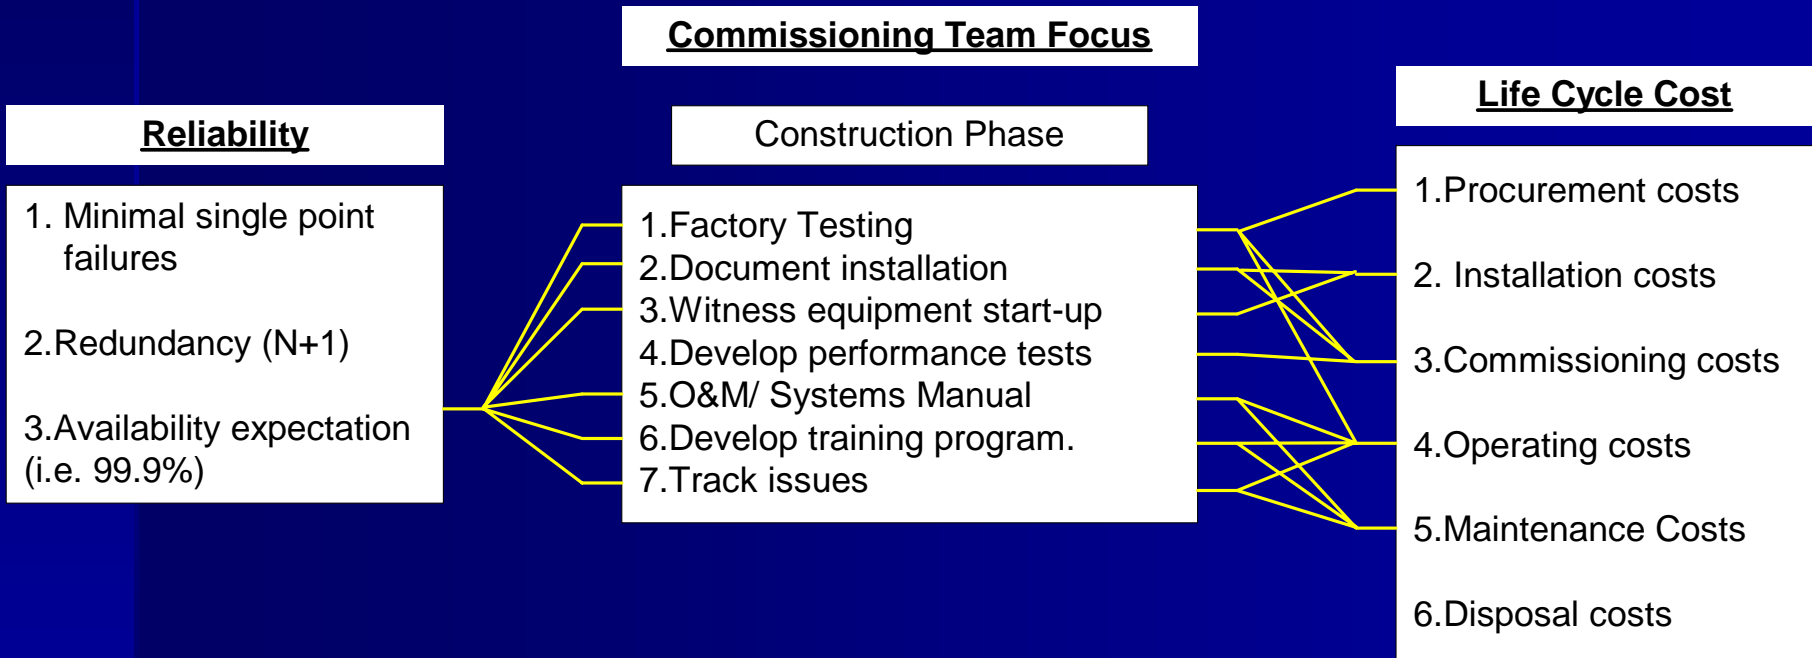 Commissioning Team Focus
Reliability
1. Minimal single point
failures
2.Redundancy (N+1)
3.Availability expectation
(i.e. 99.9%)
Construction Phase
1.Factory Testing
2.Document installation
3.Witness equipment start-up
4.Develop performance tests
5.O&M/ Systems Manual
6.Develop training program.
7.Track issues
Life Cycle Cost
1.Procurement costs
2. Installation costs
3.Commissioning costs
4.Operating costs
5.Maintenance Costs
6.Disposal costs